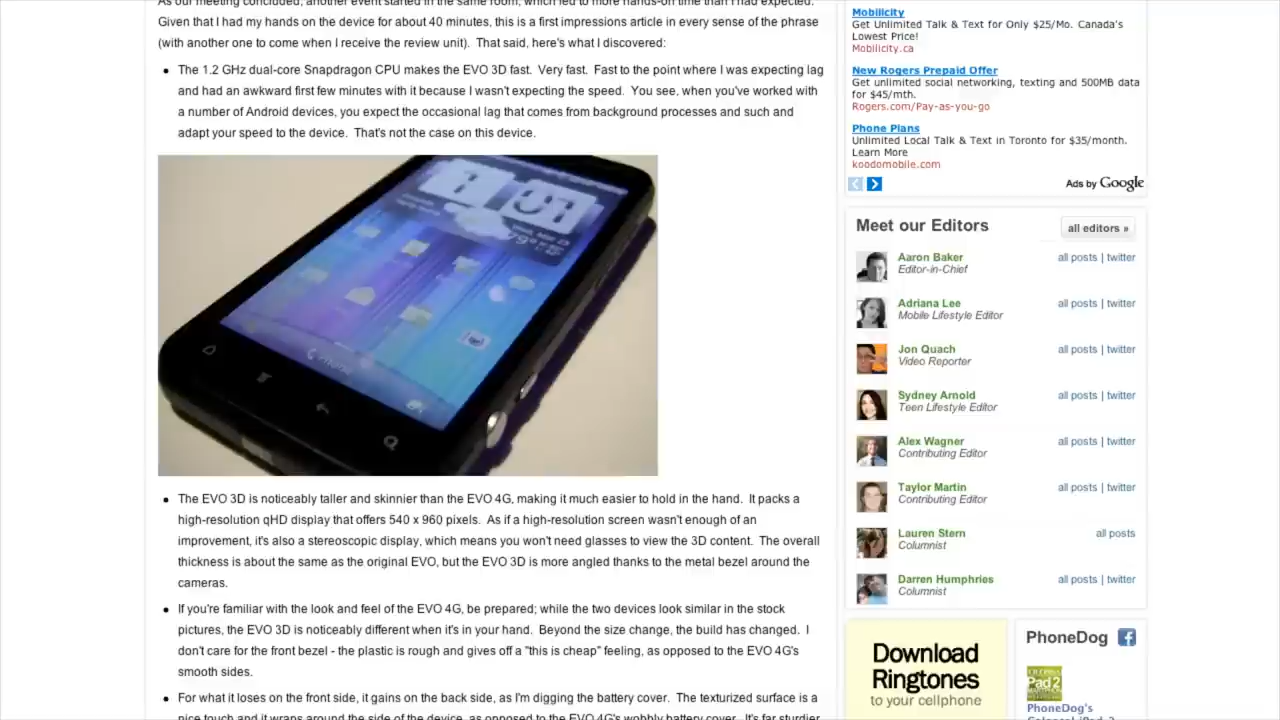 As our meeting concluded, another event started in the same room, which led to more hands-on time than I had expected.
Given that I had my hands on the device for about 40 minutes, this is a first impressions article in every sense of the phrase
(with another one to come when I receive the review unit).  That said, here's what I discovered:
• The 1.2 GHz dual-core Snapdragon CPU makes the EVO 3D fast.  Very fast.  Fast to the point where I was expecting lag
and had an awkward first few minutes with it because I wasn't expecting the speed.  You see, when you've worked with
a number of Android devices, you expect the occasional lag that comes from background processes and such and
adapt your speed to the device.  That's not the case on this device.
• The EVO 3D is noticeably taller and skinnier than the EVO 4G, making it much easier to hold in the hand.  It packs a
high-resolution qHD display that offers 540 x 960 pixels.  As if a high-resolution screen wasn't enough of an
improvement, it's also a stereoscopic display, which means you won't need glasses to view the 3D content.  The overall
thickness is about the same as the original EVO, but the EVO 3D is more angled thanks to the metal bezel around the
cameras.
• If you're familiar with the look and feel of the EVO 4G, be prepared; while the two devices look similar in the stock
pictures, the EVO 3D is noticeably different when it's in your hand.  Beyond the size change, the build has changed.  I
don't care for the front bezel - the plastic is rough and gives off a "this is cheap" feeling, as opposed to the EVO 4G's
smooth sides.
• For what it loses on the front side, it gains on the back side, as I'm digging the battery cover.  The texturized surface is a
nice touch and it wraps around the side of the device, as opposed to the EVO 4G's wobbly battery cover.  It's far sturdier
Mobilicity
Get Unlimited Talk & Text for Only $25/Mo. Canada's
Lowest Price!
Mobilicity.ca
New Rogers Prepaid Offer
Get unlimited social networking, texting and 500MB data
for $45/mth.
Rogers.com/Pay-as-you-go
Phone Plans
Unlimited Local Talk & Text in Toronto for $35/month.
Learn More
koodomobile.com
Ads by Google
Meet our Editors all editors »
Aaron Baker all posts | twitter
Editor-in-Chief
Adriana Lee all posts | twitter
Mobile Lifestyle Editor
Jon Quach all posts | twitter
Video Reporter
Sydney Arnold all posts | twitter
Teen Lifestyle Editor
Alex Wagner all posts | twitter
Contributing Editor
Taylor Martin all posts | twitter
Contributing Editor
Lauren Stern all posts
Columnist
Darren Humphries all posts | twitter
Columnist
Download
Ringtones
to your cellphone
PhoneDog
Pad 2
PhoneDog's